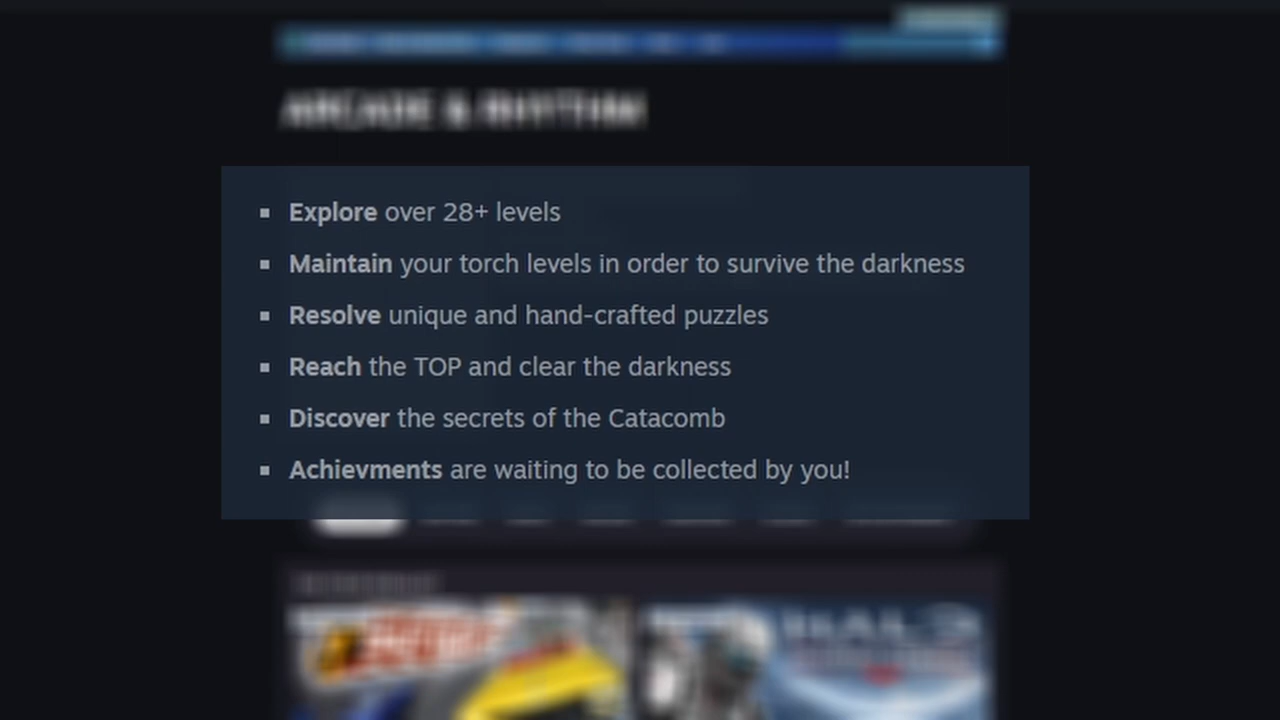 ARCADE & RHYTHM
Explore over 28+ levels
Maintain your torch levels in order to survive the darkness
Resolve unique and hand-crafted puzzles
Reach the TOP and clear the darkness
Discover the secrets of the Catacomb
Achievments are waiting to be collected by you!